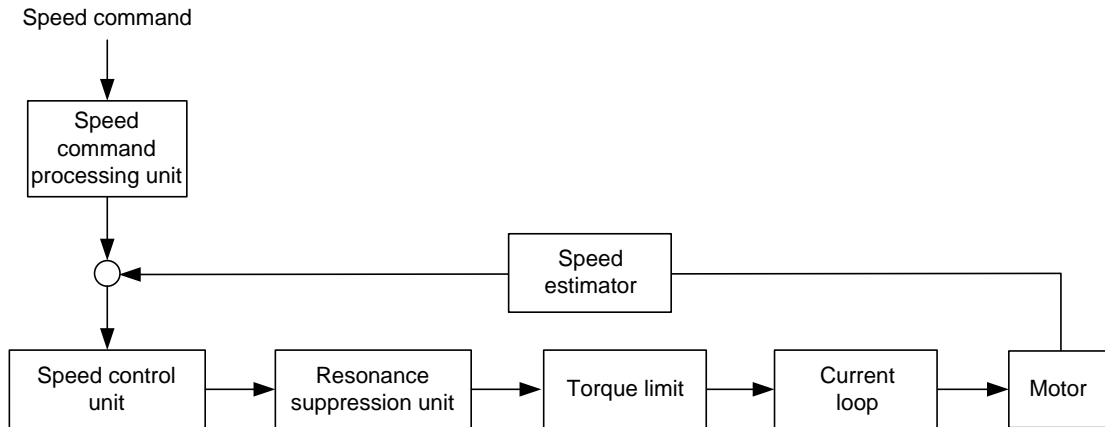 Speed command
Speed
command
processing unit
Speed
estimator
Speed control
unit
Resonance
suppression unit
Torque limit
Current
loop
Motor